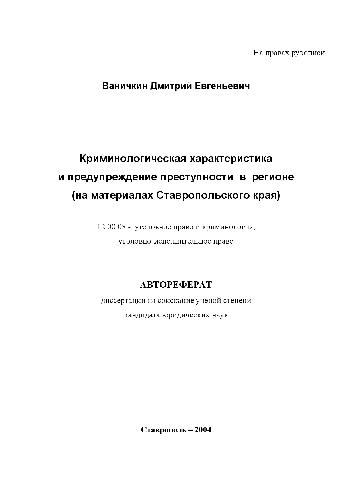 На правах рукописи
Ваничкин Дмитрий Евгеньевич
Криминологическая характеристика
и предупреждение преступности в регионе
(на материалах Ставропольского края)
12.00.08 – уголовное право и криминология;
уголовно-исполнительное право
АВТОРЕФЕРАТ
диссертации на соискание ученой степени
кандидата юридических наук
Ставрополь – 2004